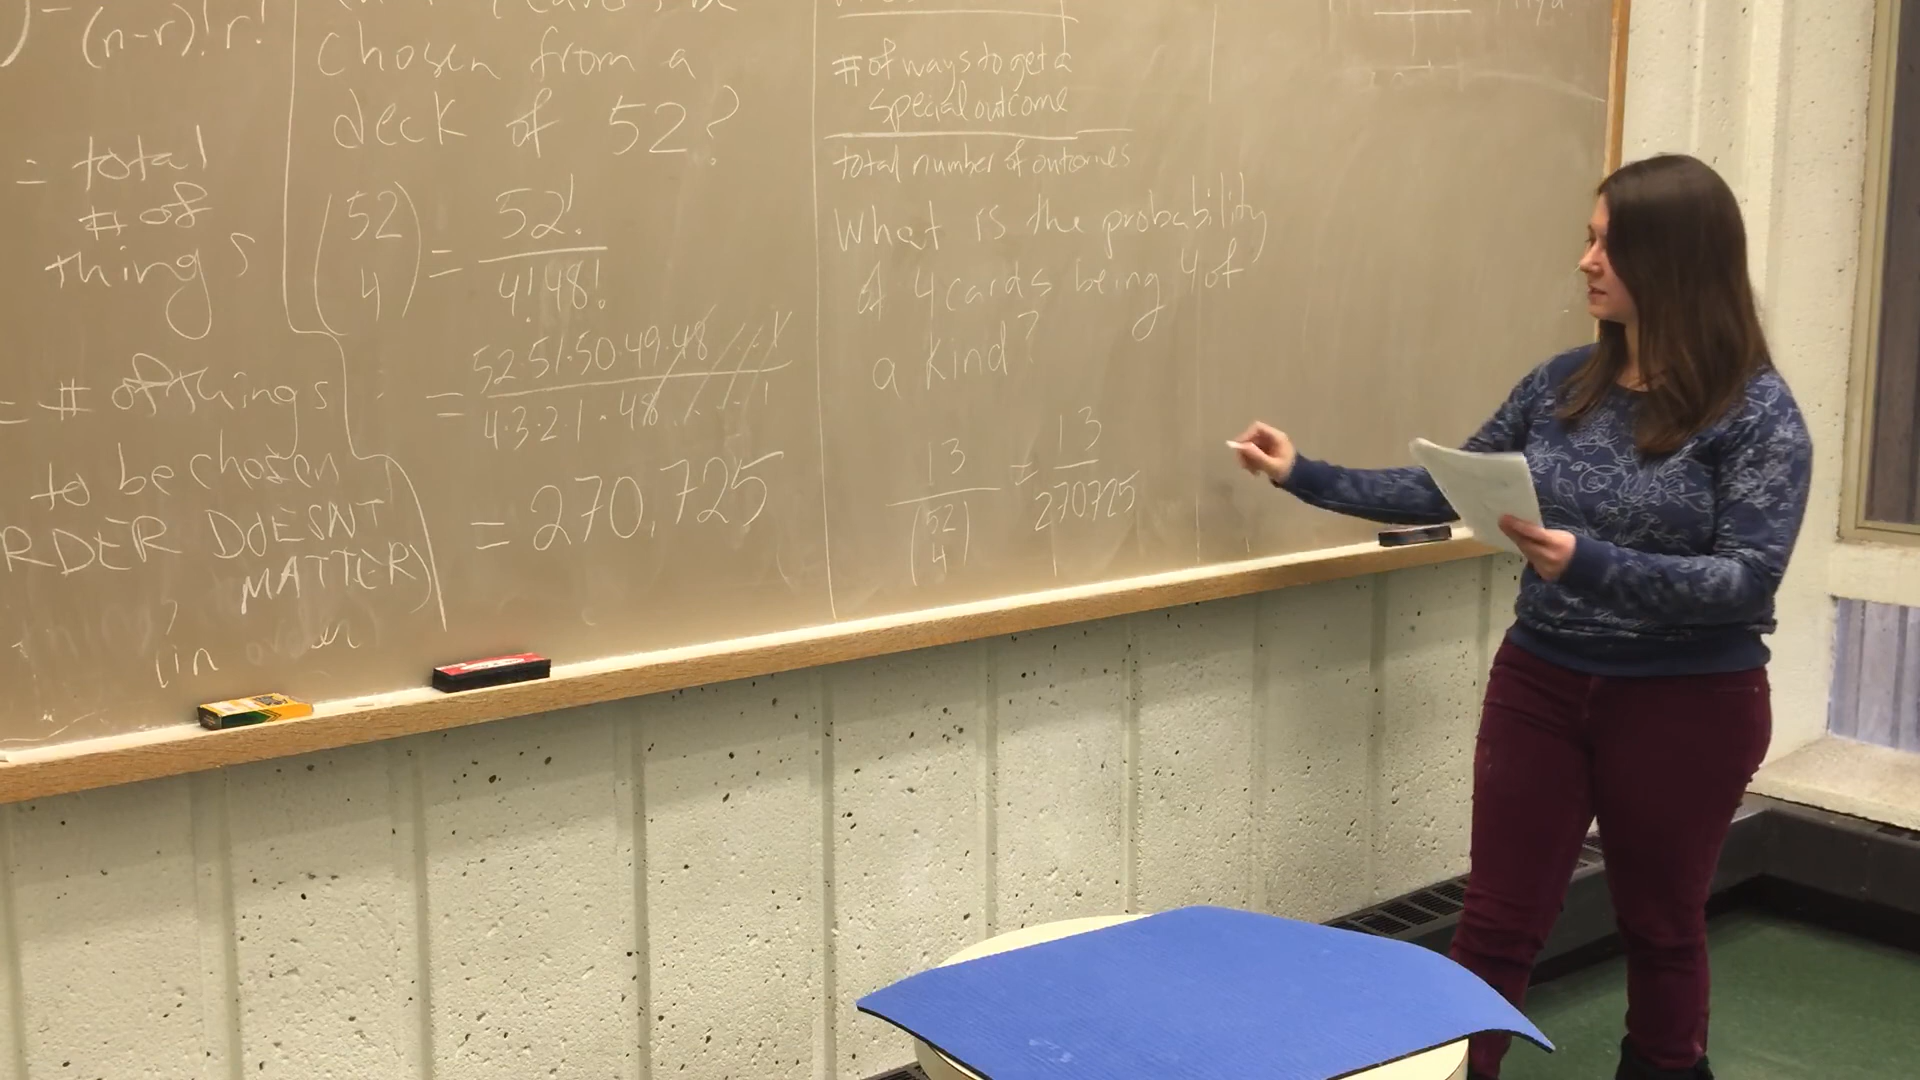 (n-r)!r!
= total
# of
things
= # of things
to be chosen
ORDER DOESN'T
MATTER)
(in order)
chosen from a
deck of 52?
(52 4) = 52! / 4!48!
= 52·51·50·49·48 / 4·3·2·1·48
= 270,725
# of ways to get a
special outcome
total number of outcomes
What is the probability
of 4 cards being 4 of
a kind?
13 / (52 4) = 13 / 270725